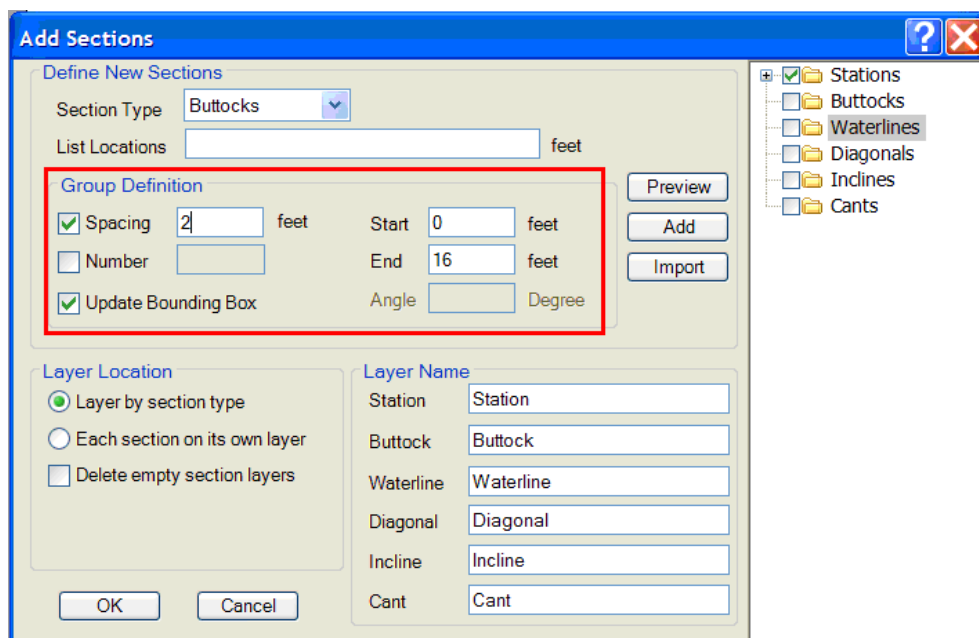 Add Sections
Define New Sections
Section Type Buttocks
List Locations feet
Group Definition
Spacing 2 feet Start 0 feet
Number End 16 feet
Update Bounding Box Angle Degree
Preview
Add
Import
Layer Location
Layer by section type
Each section on its own layer
Delete empty section layers
OK Cancel
Layer Name
Station Station
Buttock Buttock
Waterline Waterline
Diagonal Diagonal
Incline Incline
Cant Cant
Stations
Buttocks
Waterlines
Diagonals
Inclines
Cants